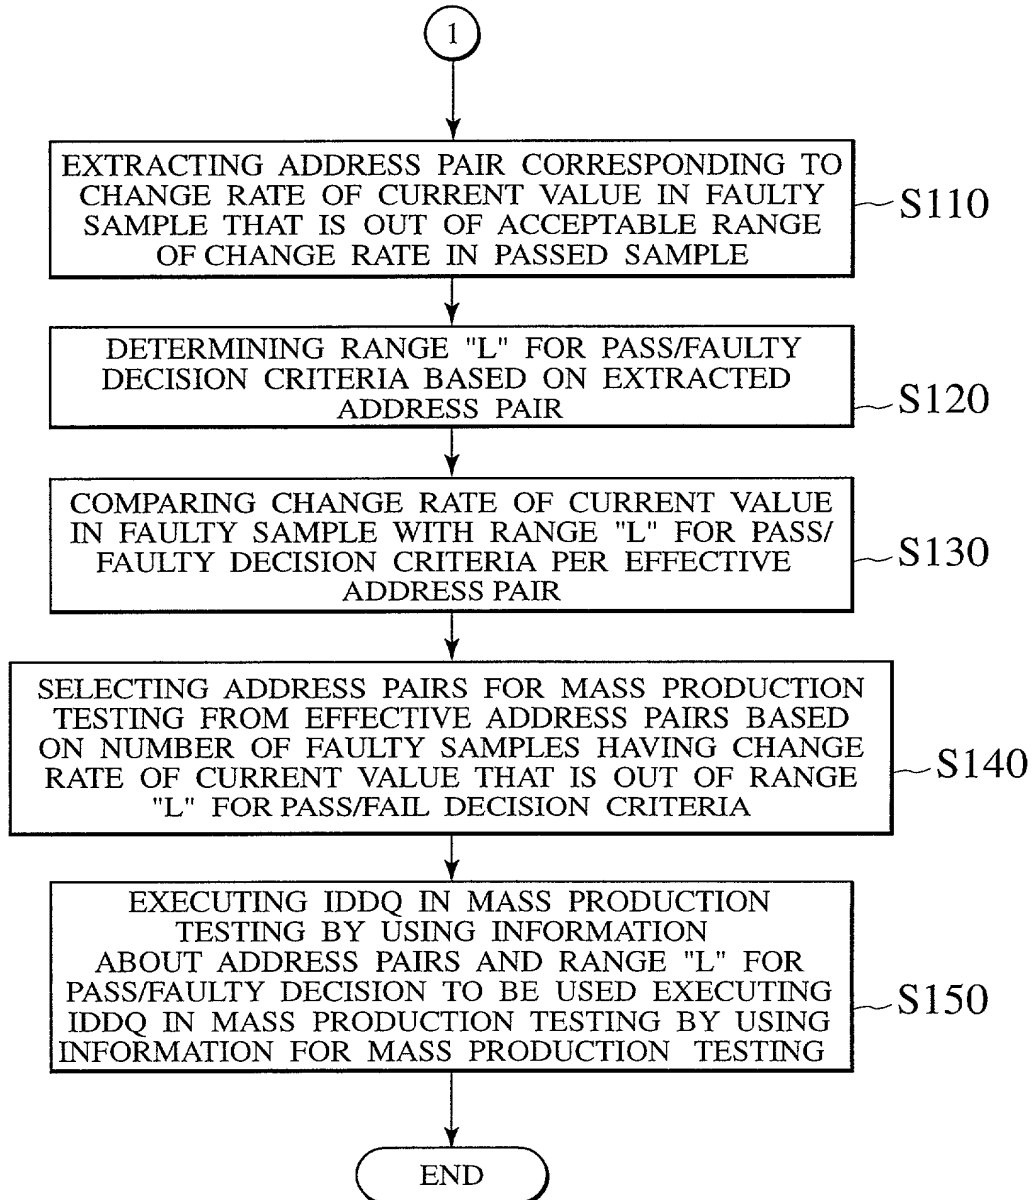 1
EXTRACTING ADDRESS PAIR CORRESPONDING TO
CHANGE RATE OF CURRENT VALUE IN FAULTY
SAMPLE THAT IS OUT OF ACCEPTABLE RANGE
OF CHANGE RATE IN PASSED SAMPLE
S110
DETERMINING RANGE "L" FOR PASS/FAULTY
DECISION CRITERIA BASED ON EXTRACTED
ADDRESS PAIR
S120
COMPARING CHANGE RATE OF CURRENT VALUE
IN FAULTY SAMPLE WITH RANGE "L" FOR PASS/
FAULTY DECISION CRITERIA PER EFFECTIVE
ADDRESS PAIR
S130
SELECTING ADDRESS PAIRS FOR MASS PRODUCTION
TESTING FROM EFFECTIVE ADDRESS PAIRS BASED
ON NUMBER OF FAULTY SAMPLES HAVING CHANGE
RATE OF CURRENT VALUE THAT IS OUT OF RANGE
"L" FOR PASS/FAIL DECISION CRITERIA
S140
EXECUTING IDDQ IN MASS PRODUCTION
TESTING BY USING INFORMATION
ABOUT ADDRESS PAIRS AND RANGE "L" FOR
PASS/FAULTY DECISION TO BE USED EXECUTING
IDDQ IN MASS PRODUCTION TESTING BY USING
INFORMATION FOR MASS PRODUCTION TESTING
S150
END